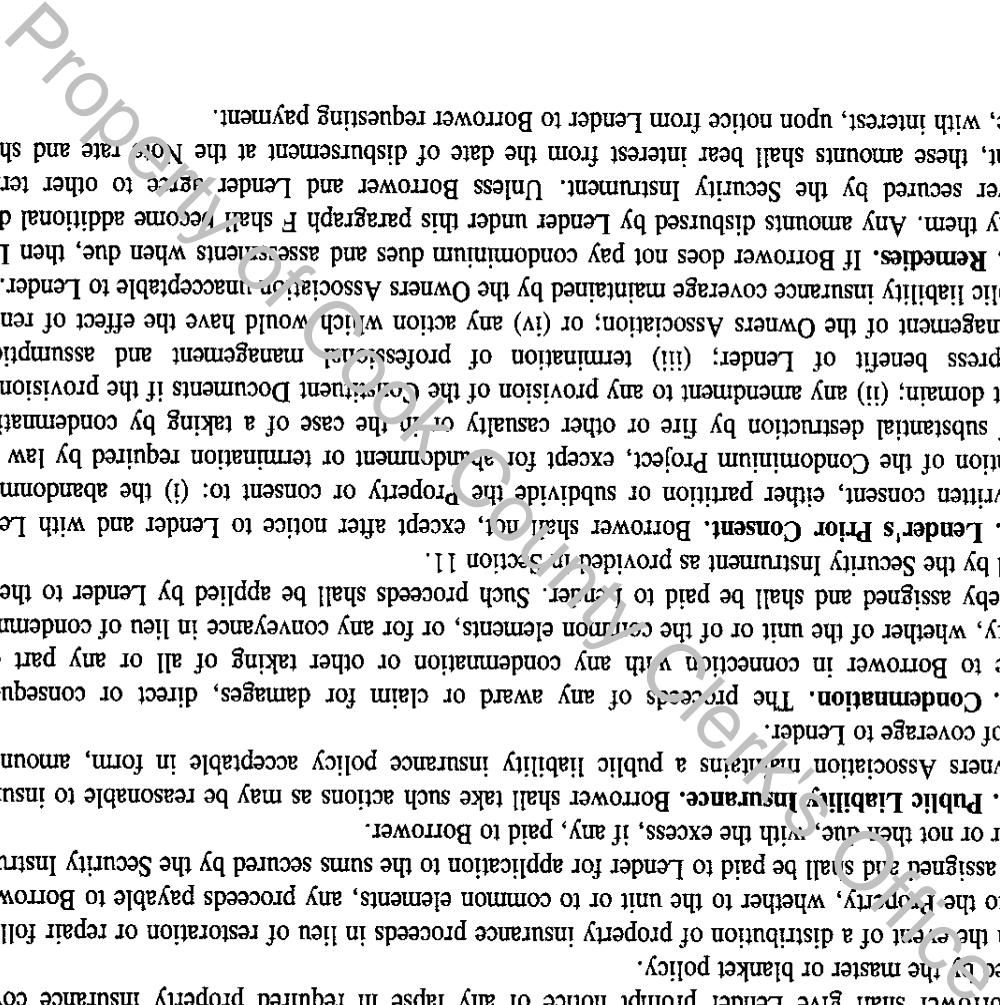 orrower shall give Lender prompt notice of any lapse in required property insurance co
ed by the master or blanket policy.
n the event of a distribution of property insurance proceeds in lieu of restoration or repair foll
to the Property, whether to the unit or to common elements, any proceeds payable to Borrow
assigned and shall be paid to Lender for application to the sums secured by the Security Instru
r or not then due, with the excess, if any, paid to Borrower.
. Public Liability Insurance. Borrower shall take such actions as may be reasonable to insu
wners Association maintains a public liability insurance policy acceptable in form, amoun
of coverage to Lender.
. Condemnation. The proceeds of any award or claim for damages, direct or consequ
e to Borrower in connection with any condemnation or other taking of all or any part
y, whether of the unit or of the common elements, or for any conveyance in lieu of condemn
eby assigned and shall be paid to Lender. Such proceeds shall be applied by Lender to the
l by the Security Instrument as provided in Section 11.
. Lender's Prior Consent. Borrower shall not, except after notice to Lender and with Le
written consent, either partition or subdivide the Property or consent to: (i) the abandonm
tion of the Condominium Project, except for abandonment or termination required by law
substantial destruction by fire or other casualty or in the case of a taking by condemnati
t domain; (ii) any amendment to any provision of the Constituent Documents if the provision
press benefit of Lender; (iii) termination of professional management and assumptio
nagement of the Owners Association; or (iv) any action which would have the effect of ren
lic liability insurance coverage maintained by the Owners Association unacceptable to Lender.
. Remedies. If Borrower does not pay condominium dues and assessments when due, then L
y them. Any amounts disbursed by Lender under this paragraph F shall become additional d
er secured by the Security Instrument. Unless Borrower and Lender agree to other ter
nt, these amounts shall bear interest from the date of disbursement at the Note rate and sh
e, with interest, upon notice from Lender to Borrower requesting payment.
Property of Cook County Clerk's Office